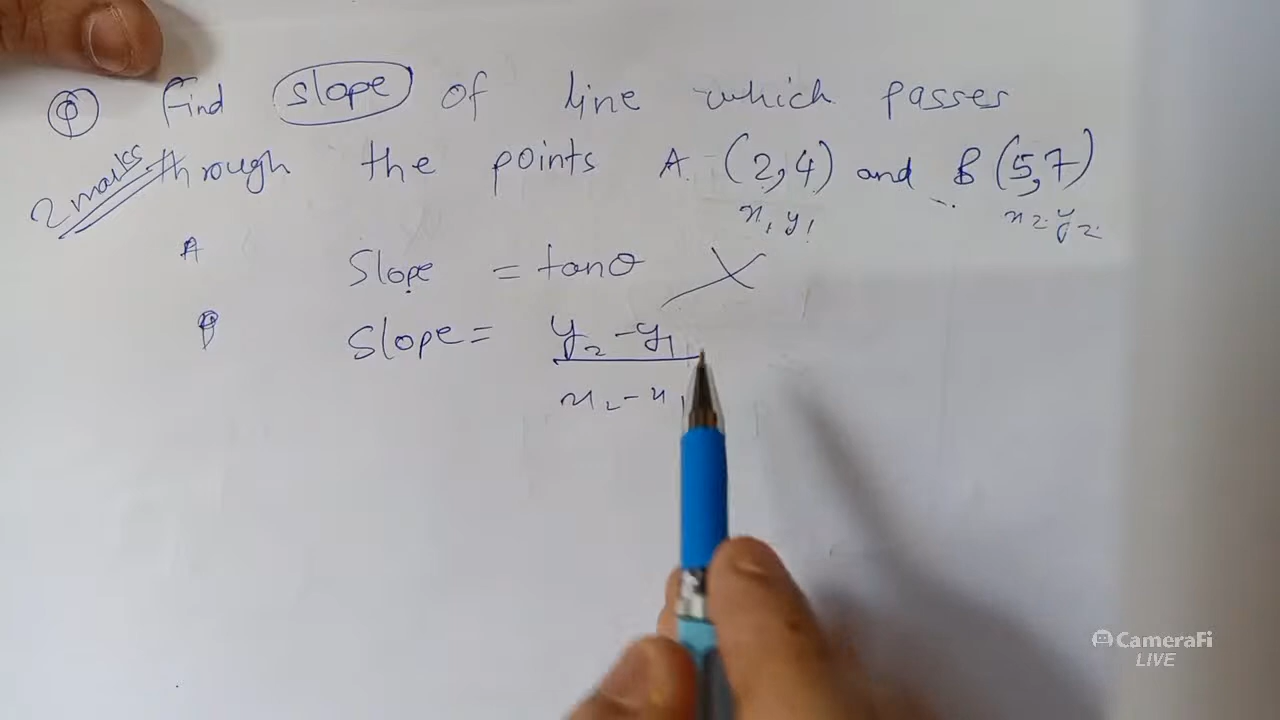 Q Find slope of line which passes
2 marks. through the points A (2,4) and B (5,7)
x₁ y₁ x₂ y₂
A Slope = tanθ
Slope = y₂ - y₁
x₂ - x₁
CameraFi
LIVE